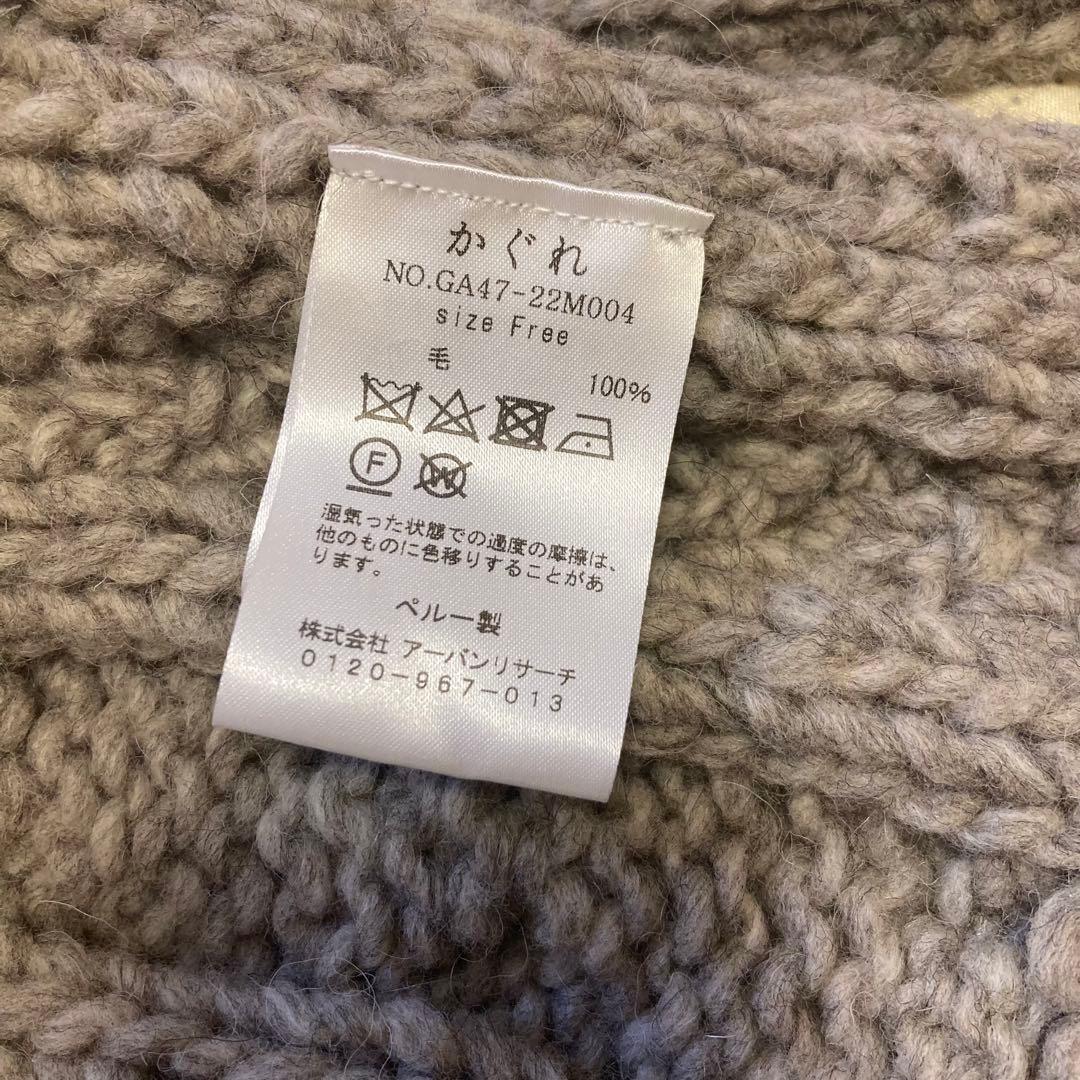 かぐれ
NO.GA47-22M004
size Free
毛 100%
F W
湿気った状態での過度の摩擦は、
他のものに色移りすることがあ
ります。
ペルー製
株式会社 アーバンリサーチ
0120-967-013